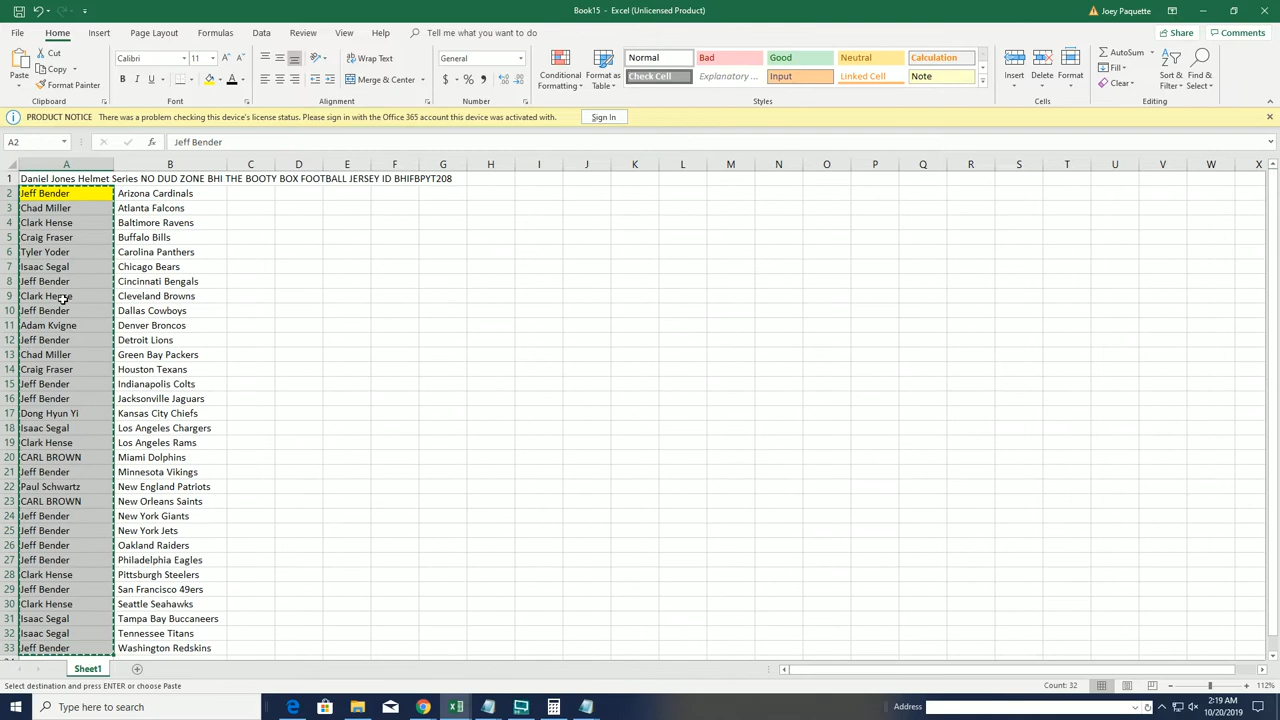 Book15 - Excel (Unlicensed Product)
Joey Paquette
File Home Insert Page Layout Formulas Data Review View Help Tell me what you want to do
Share Comments
Cut
Copy
Format Painter
Paste
Clipboard
Calibri 11
B I U
Font
Wrap Text
Merge & Center
Alignment
General
$ % ,
Number
Conditional Formatting
Format as Table
Normal Bad Good Neutral Calculation
Check Cell Explanatory ... Input Linked Cell Note
Styles
Insert Delete Format
Cells
AutoSum
Fill
Clear
Sort & Filter
Find & Select
Editing
PRODUCT NOTICE There was a problem checking this device's license status. Please sign in with the Office 365 account this device was activated with. Sign In
A2 fx Jeff Bender
A B C D E F G H I J K L M N O P Q R S T U V W X
1 Daniel Jones Helmet Series NO DUD ZONE BHI THE BOOTY BOX FOOTBALL JERSEY ID BHIFBPYT208
2 Jeff Bender Arizona Cardinals
3 Chad Miller Atlanta Falcons
4 Clark Hense Baltimore Ravens
5 Craig Fraser Buffalo Bills
6 Tyler Yoder Carolina Panthers
7 Isaac Segal Chicago Bears
8 Jeff Bender Cincinnati Bengals
9 Clark Hense Cleveland Browns
10 Jeff Bender Dallas Cowboys
11 Adam Kvigne Denver Broncos
12 Jeff Bender Detroit Lions
13 Chad Miller Green Bay Packers
14 Craig Fraser Houston Texans
15 Jeff Bender Indianapolis Colts
16 Jeff Bender Jacksonville Jaguars
17 Dong Hyun Yi Kansas City Chiefs
18 Isaac Segal Los Angeles Chargers
19 Clark Hense Los Angeles Rams
20 CARL BROWN Miami Dolphins
21 Jeff Bender Minnesota Vikings
22 Paul Schwartz New England Patriots
23 CARL BROWN New Orleans Saints
24 Jeff Bender New York Giants
25 Jeff Bender New York Jets
26 Jeff Bender Oakland Raiders
27 Jeff Bender Philadelphia Eagles
28 Clark Hense Pittsburgh Steelers
29 Jeff Bender San Francisco 49ers
30 Clark Hense Seattle Seahawks
31 Isaac Segal Tampa Bay Buccaneers
32 Isaac Segal Tennessee Titans
33 Jeff Bender Washington Redskins
Sheet1
Select destination and press ENTER or choose Paste Count: 32 112%
Type here to search
Address
2:19 AM
10/20/2019